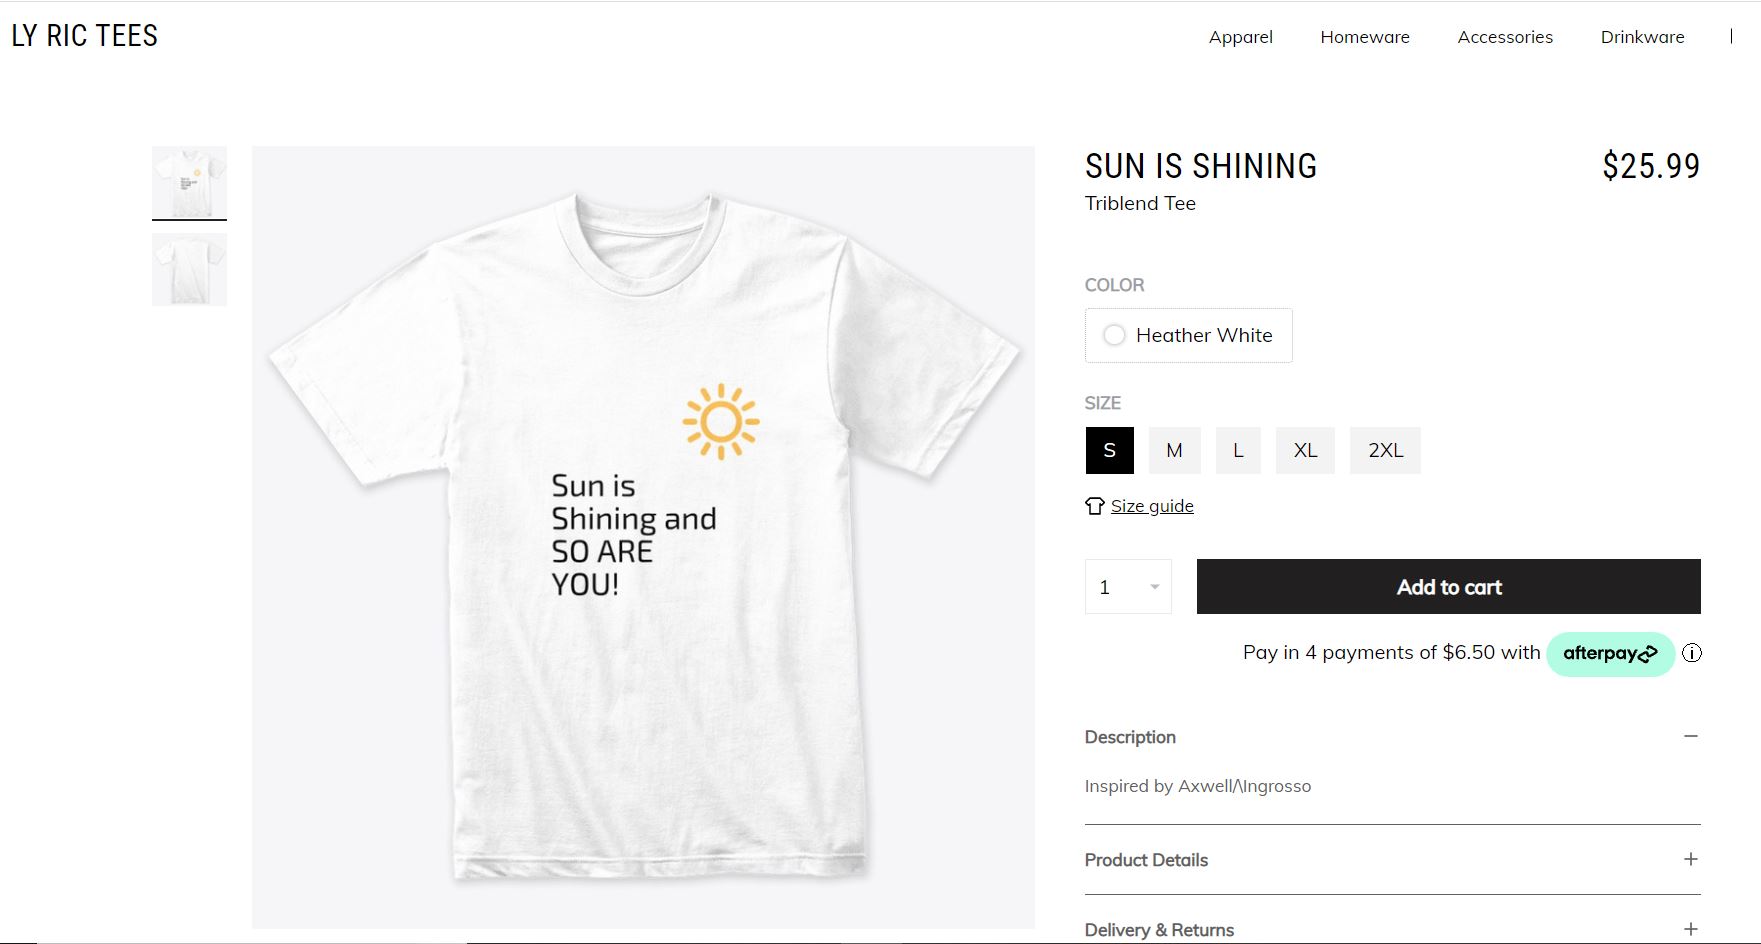 LY RIC TEES
Apparel Homeware Accessories Drinkware
SUN IS SHINING $25.99
Triblend Tee
COLOR
Heather White
SIZE
S M L XL 2XL
Size guide
1 Add to cart
Pay in 4 payments of $6.50 with afterpay
Description
Inspired by Axwell/\Ingrosso
Product Details
Delivery & Returns
Sun is
Shining and
SO ARE
YOU!